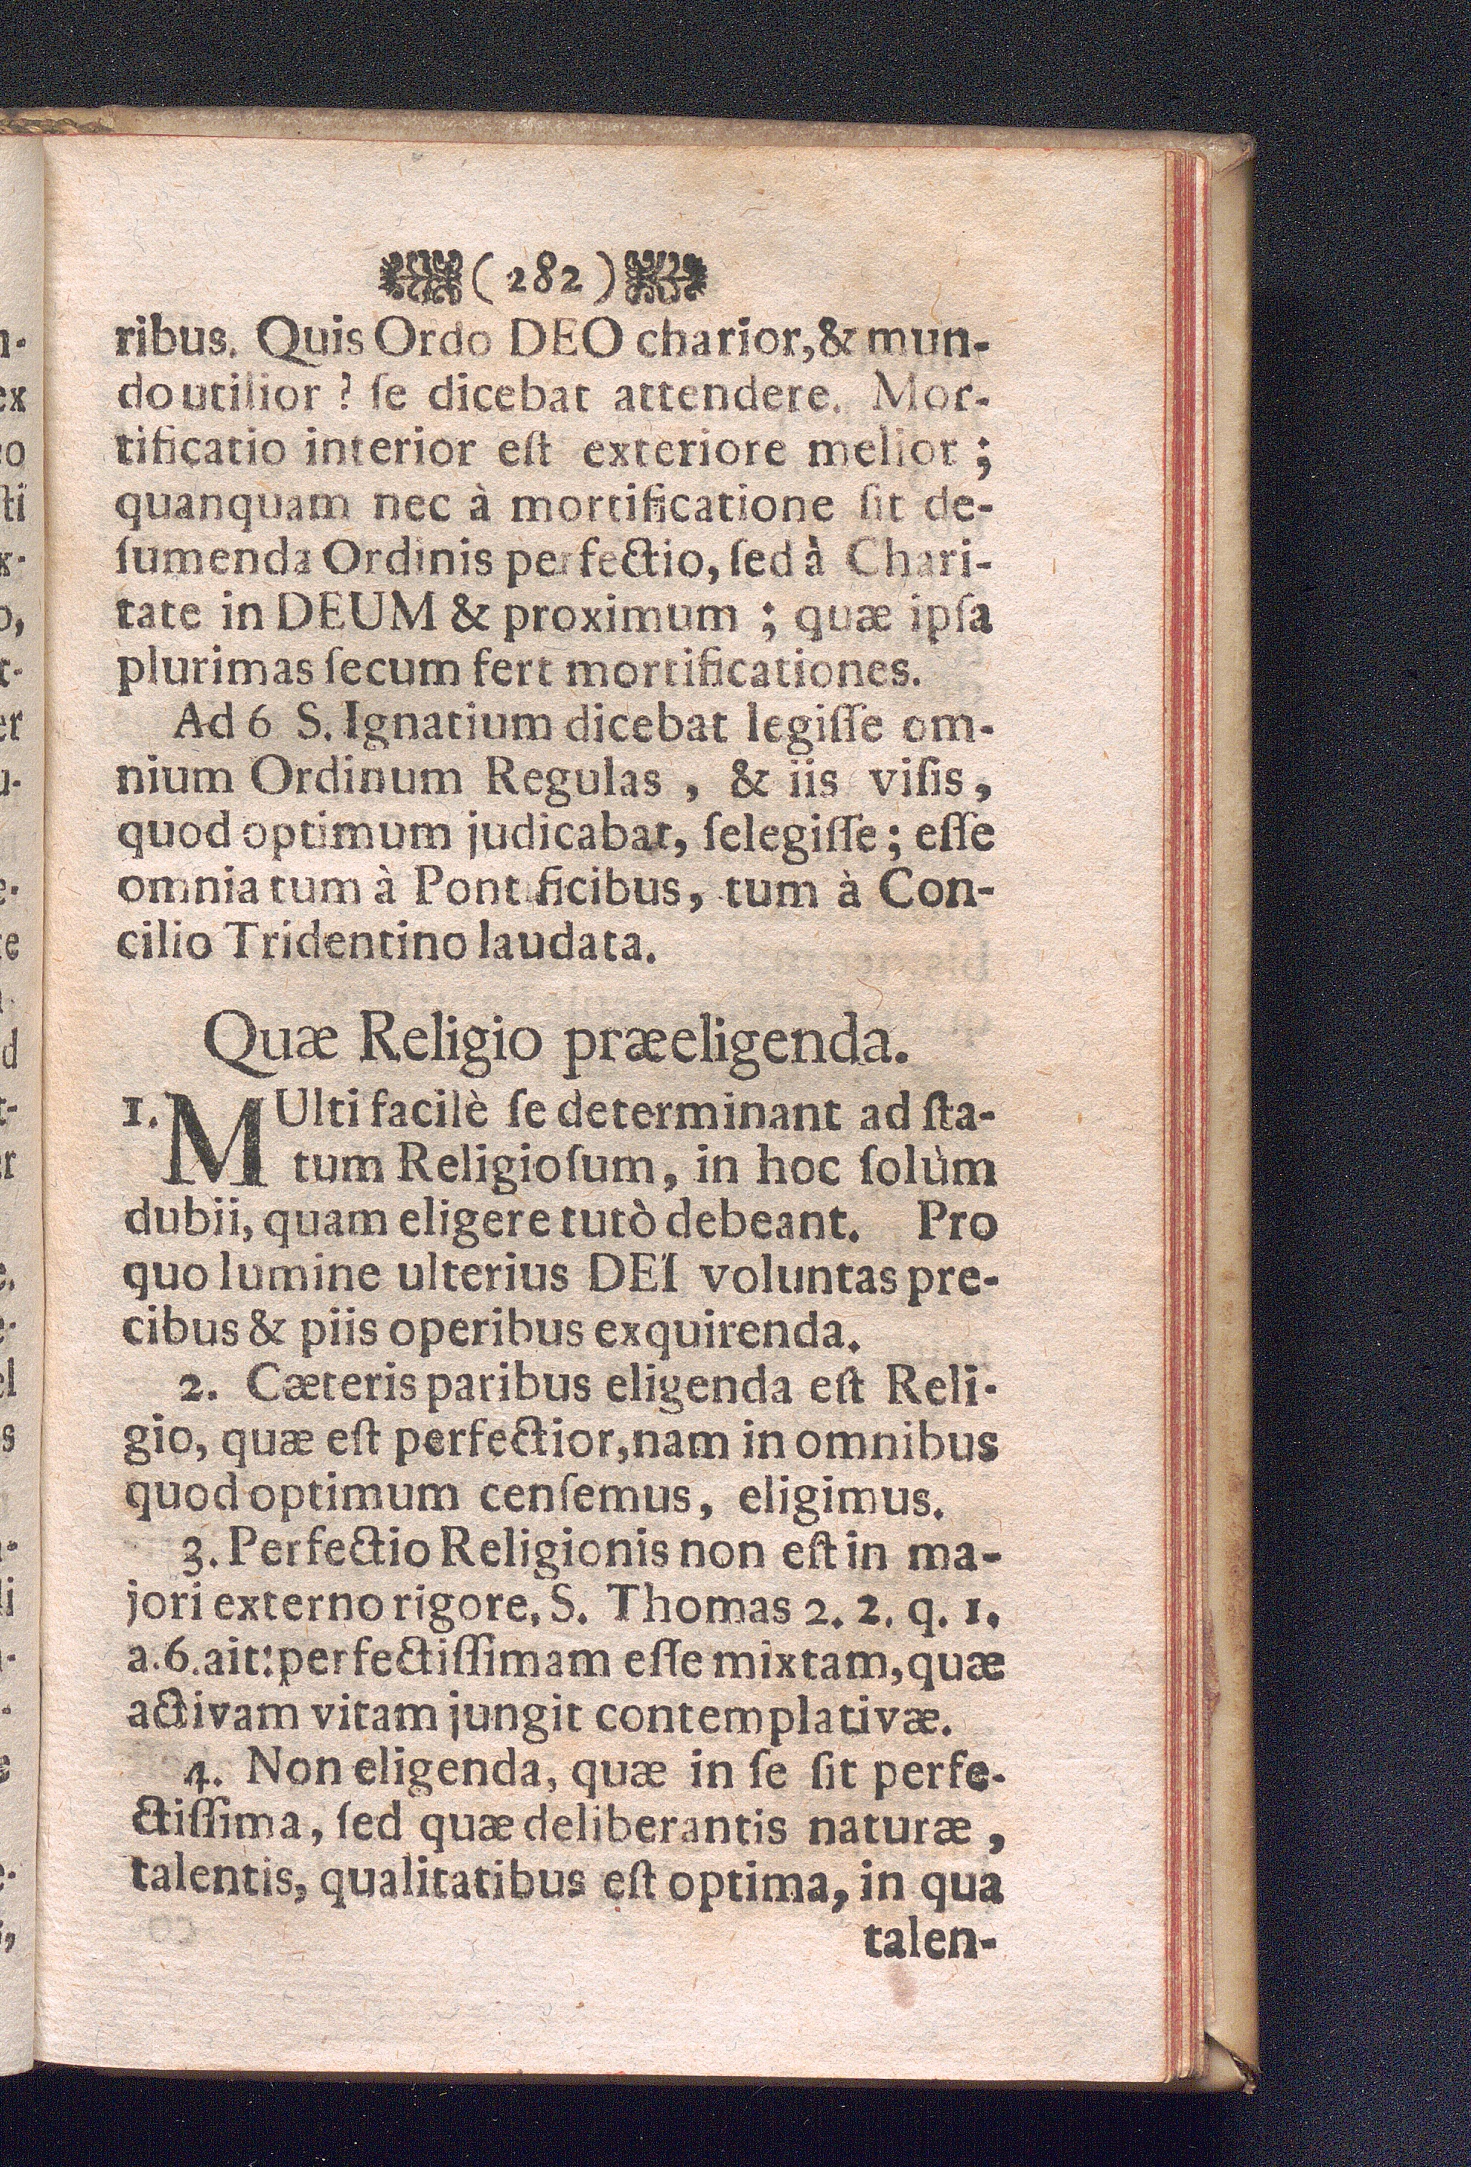 (282)
ribus. Quis Ordo DEO charior, & mun-
do utilior? ſe dicebat attendere. Mor-
tificatio interior eſt exteriore melior;
quanquam nec à mortificatione ſit de-
ſumenda Ordinis perfectio, ſed à Chari-
tate in DEUM & proximum; quæ ipſa
plurimas ſecum fert mortificationes.
Ad 6 S. Ignatium dicebat legiſſe om-
nium Ordinum Regulas, & iis viſis,
quod optimum judicabat, ſelegiſſe; eſſe
omnia tum à Pontificibus, tum à Con-
cilio Tridentino laudata.
Quæ Religio præeligenda.
1. MUlti facilè ſe determinant ad ſta-
tum Religioſum, in hoc ſolùm
dubii, quam eligere tutò debeant. Pro
quo lumine ulterius DEI voluntas pre-
cibus & piis operibus exquirenda.
2. Cæteris paribus eligenda eſt Reli-
gio, quæ eſt perfectior, nam in omnibus
quod optimum cenſemus, eligimus.
3. Perfectio Religionis non eſt in ma-
jori externo rigore, S. Thomas 2. 2. q. 1.
a. 6. ait: perfectiſſimam eſſe mixtam, quæ
activam vitam jungit contemplativæ.
4. Non eligenda, quæ in ſe ſit perfe-
ctiſſima, ſed quæ deliberantis naturæ,
talentis, qualitatibus eſt optima, in qua
talen-